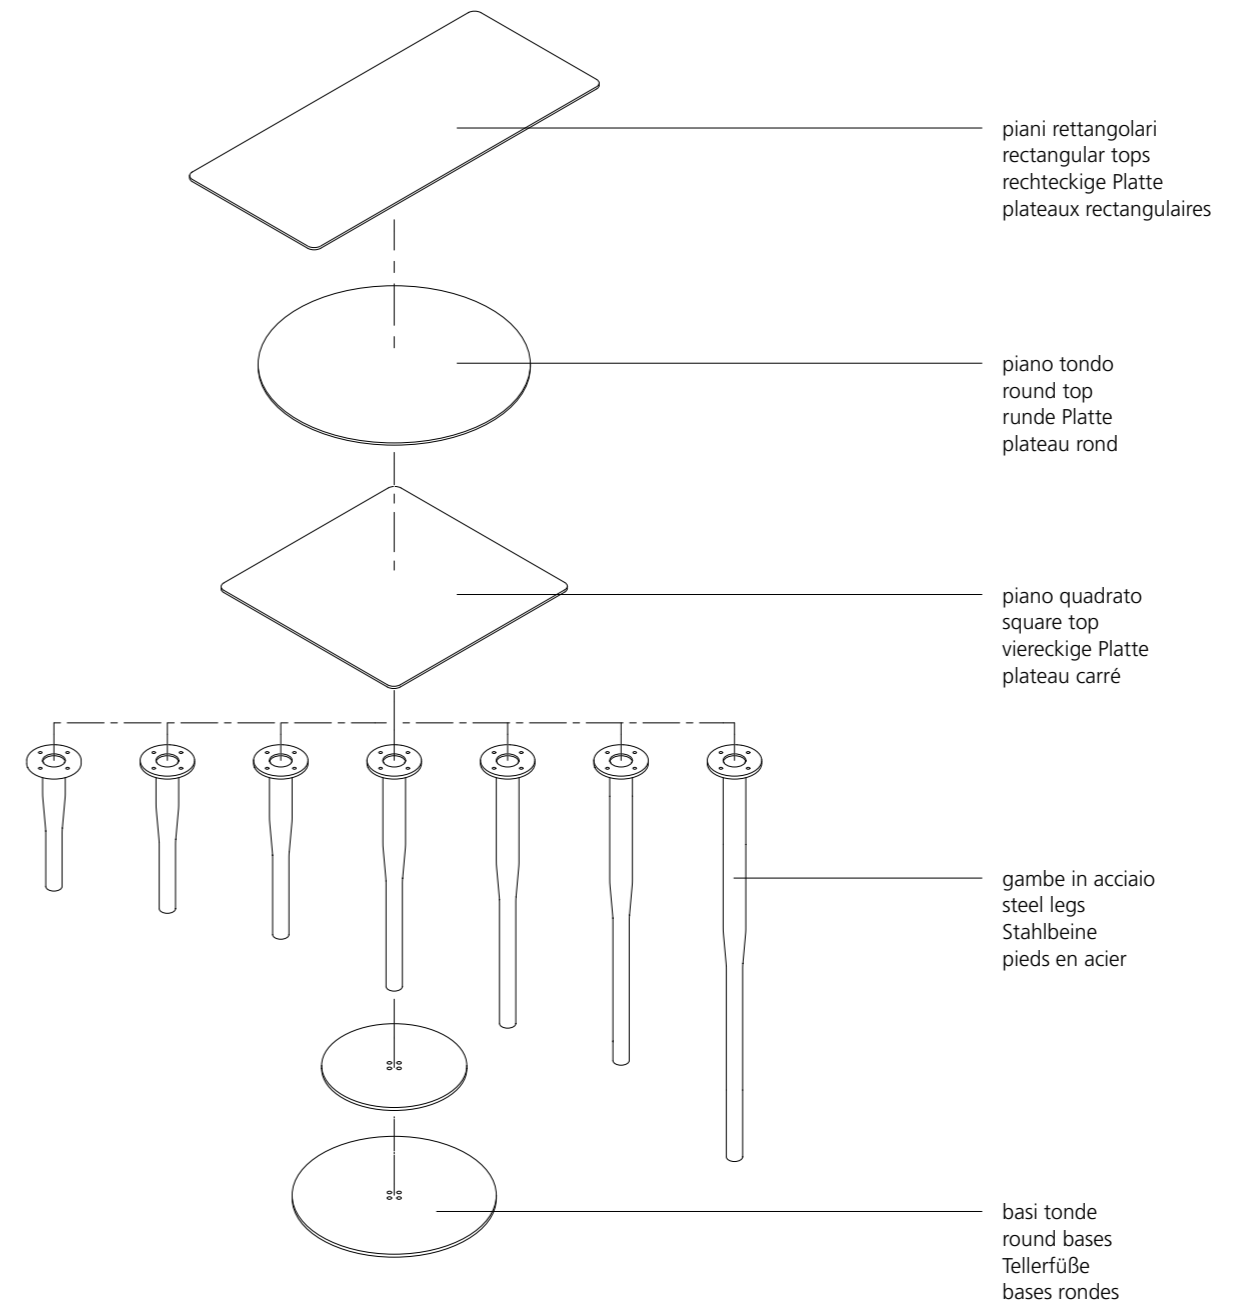 piani rettangolari
rectangular tops
rechteckige Platte
plateaux rectangulaires
piano tondo
round top
runde Platte
plateau rond
piano quadrato
square top
viereckige Platte
plateau carré
gambe in acciaio
steel legs
Stahlbeine
pieds en acier
basi tonde
round bases
Tellerfüße
bases rondes